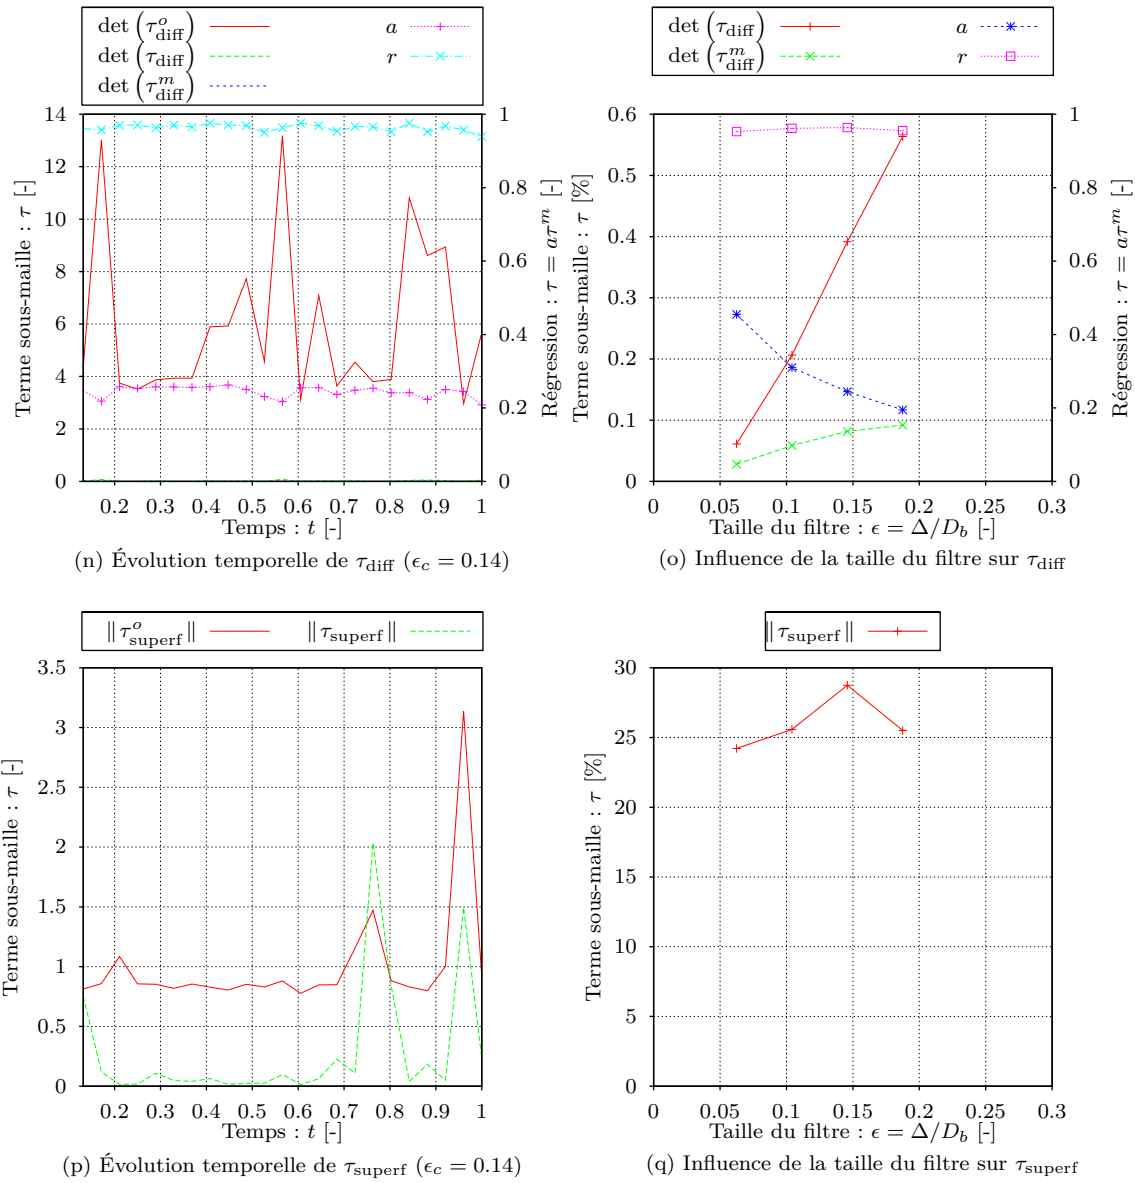 det (τ^o_diff) a
det (τ_diff) r
det (τ^m_diff)
14 1
12 0.8
10
8 0.6
6 0.4
4
2 0.2
0 0
0.2 0.3 0.4 0.5 0.6 0.7 0.8 0.9 1
Terme sous-maille : τ [-]
Régression : τ = aτ^m [-]
Temps : t [-]
(n) Évolution temporelle de τ_diff (ϵ_c = 0.14)
det (τ_diff) a
det (τ^m_diff) r
0.6 1
0.5 0.8
0.4 0.6
0.3
0.2 0.4
0.1 0.2
0 0
0 0.05 0.1 0.15 0.2 0.25 0.3
Terme sous-maille : τ [%]
Régression : τ = aτ^m [-]
Taille du filtre : ϵ = Δ/D_b [-]
(o) Influence de la taille du filtre sur τ_diff
∥τ^o_superf∥ ∥τ_superf∥
3.5
3
2.5
2
1.5
1
0.5
0
0.2 0.3 0.4 0.5 0.6 0.7 0.8 0.9 1
Terme sous-maille : τ [-]
Temps : t [-]
(p) Évolution temporelle de τ_superf (ϵ_c = 0.14)
∥τ_superf∥
30
25
20
15
10
5
0
0 0.05 0.1 0.15 0.2 0.25 0.3
Terme sous-maille : τ [%]
Taille du filtre : ϵ = Δ/D_b [-]
(q) Influence de la taille du filtre sur τ_superf